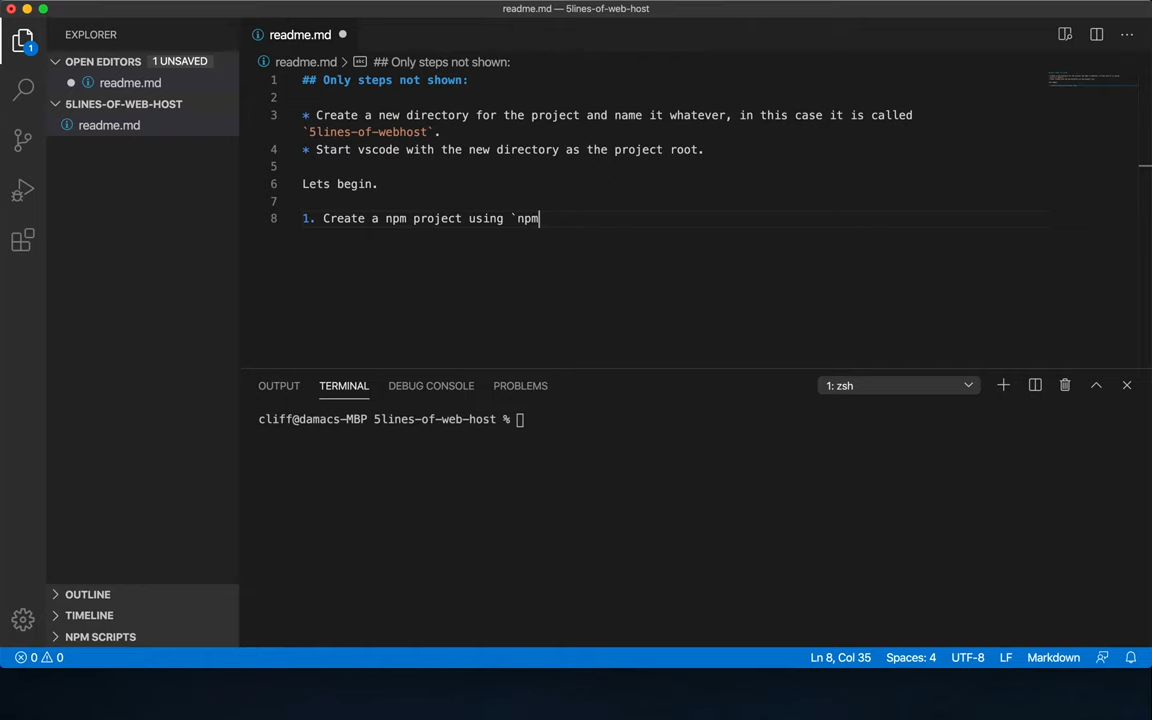 readme.md — 5lines-of-web-host
EXPLORER
readme.md
OPEN EDITORS 1 UNSAVED
readme.md > ## Only steps not shown:
readme.md
5LINES-OF-WEB-HOST
readme.md
1
1 ## Only steps not shown:
2
3 * Create a new directory for the project and name it whatever, in this case it is called
`5lines-of-webhost`.
4 * Start vscode with the new directory as the project root.
5
6 Lets begin.
7
8 1. Create a npm project using `npm
OUTPUT TERMINAL DEBUG CONSOLE PROBLEMS 1: zsh
cliff@damacs-MBP 5lines-of-web-host %
OUTLINE
TIMELINE
NPM SCRIPTS
0 0 Ln 8, Col 35 Spaces: 4 UTF-8 LF Markdown